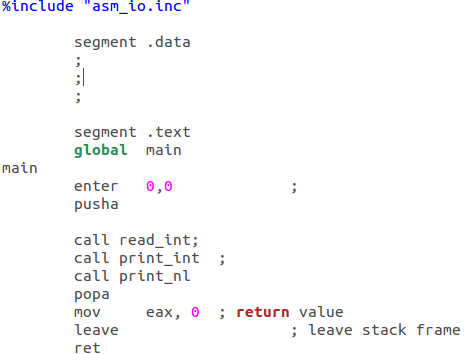 %include "asm_io.inc"
segment .data
;
;
;
segment .text
global main
main
enter 0,0 ;
pusha
call read_int;
call print_int ;
call print_nl
popa
mov eax, 0 ; return value
leave ; leave stack frame
ret